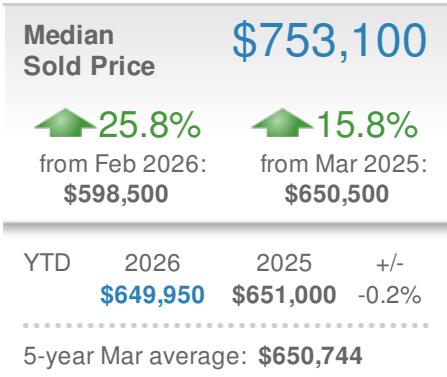 Median $753,100
Sold Price
25.8% 15.8%
from Feb 2026: from Mar 2025:
$598,500 $650,500
YTD 2026 2025 +/-
$649,950 $651,000 -0.2%
5-year Mar average: $650,744